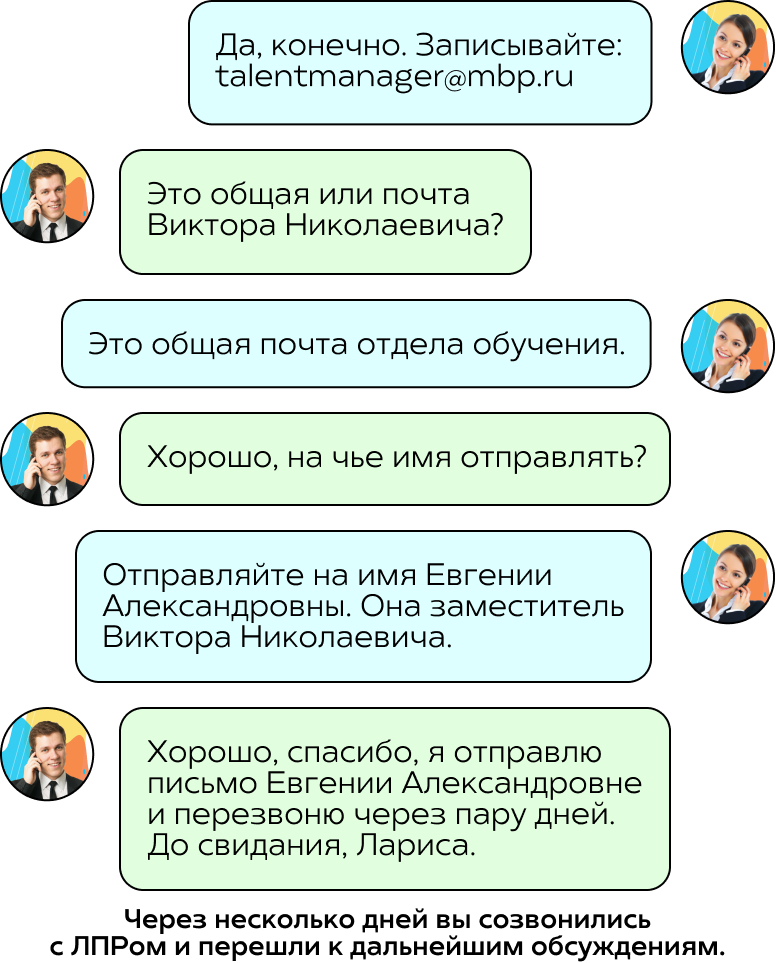 Да, конечно. Записывайте:
talentmanager@mbp.ru
Это общая или почта
Виктора Николаевича?
Это общая почта отдела обучения.
Хорошо, на чье имя отправлять?
Отправляйте на имя Евгении
Александровны. Она заместитель
Виктора Николаевича.
Хорошо, спасибо, я отправлю
письмо Евгении Александровне
и перезвоню через пару дней.
До свидания, Лариса.
Через несколько дней вы созвонились
с ЛПРом и перешли к дальнейшим обсуждениям.